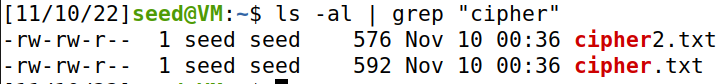 [11/10/22]seed@VM:~$ ls -al | grep "cipher"
-rw-rw-r--  1 seed seed    576 Nov 10 00:36 cipher2.txt
-rw-rw-r--  1 seed seed    592 Nov 10 00:36 cipher.txt